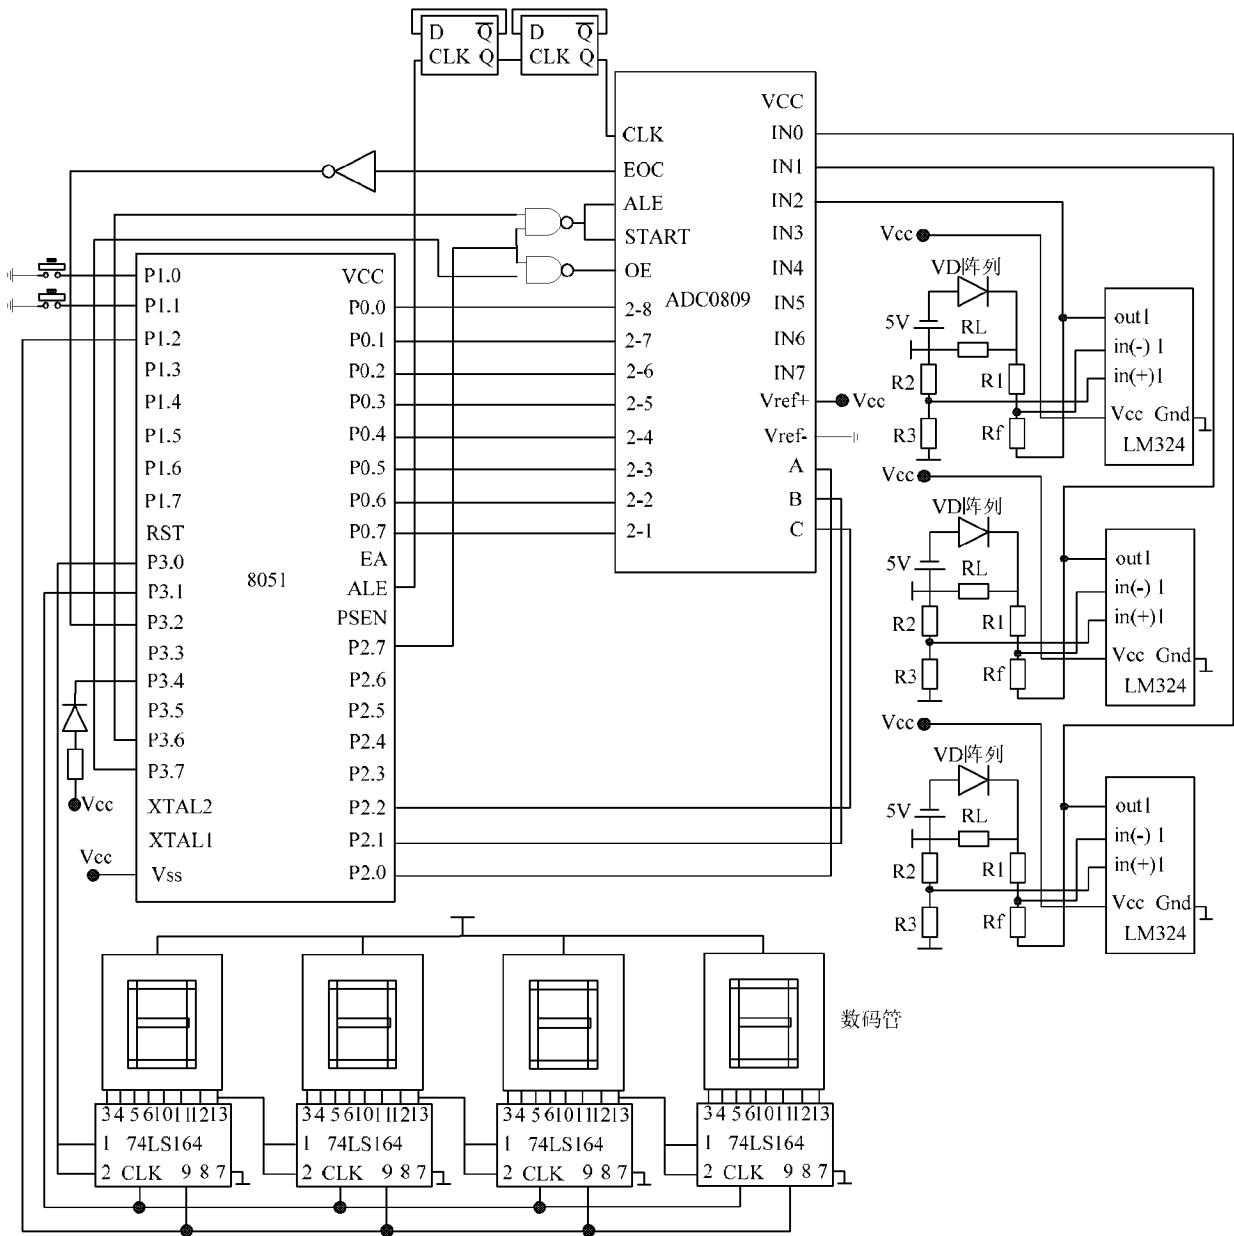 D Q
CLK Q
D Q
CLK Q
VCC
CLK
IN0
EOC
IN1
ALE
IN2
START
IN3
OE
IN4
ADC0809
2-8
IN5
2-7
IN6
2-6
IN7
2-5
Vref+
Vcc
2-4
Vref-
2-3
A
2-2
B
2-1
C
P1.0
P1.1
P1.2
P1.3
P1.4
P1.5
P1.6
P1.7
RST
P3.0
P3.1
P3.2
P3.3
P3.4
P3.5
P3.6
P3.7
XTAL2
XTAL1
Vss
8051
VCC
P0.0
P0.1
P0.2
P0.3
P0.4
P0.5
P0.6
P0.7
EA
ALE
PSEN
P2.7
P2.6
P2.5
P2.4
P2.3
P2.2
P2.1
P2.0
Vcc
Vcc
Vcc
VD阵列
5V
RL
R2
R1
R3
Rf
out1
in(-) 1
in(+)1
Vcc Gnd
LM324
Vcc
VD阵列
5V
RL
R2
R1
R3
Rf
out1
in(-) 1
in(+)1
Vcc Gnd
LM324
Vcc
VD阵列
5V
RL
R2
R1
R3
Rf
out1
in(-) 1
in(+)1
Vcc Gnd
LM324
数码管
3 4 5 6 10 11 12 13
1 74LS164
2 CLK 9 8 7
3 4 5 6 10 11 12 13
1 74LS164
2 CLK 9 8 7
3 4 5 6 10 11 12 13
1 74LS164
2 CLK 9 8 7
3 4 5 6 10 11 12 13
1 74LS164
2 CLK 9 8 7